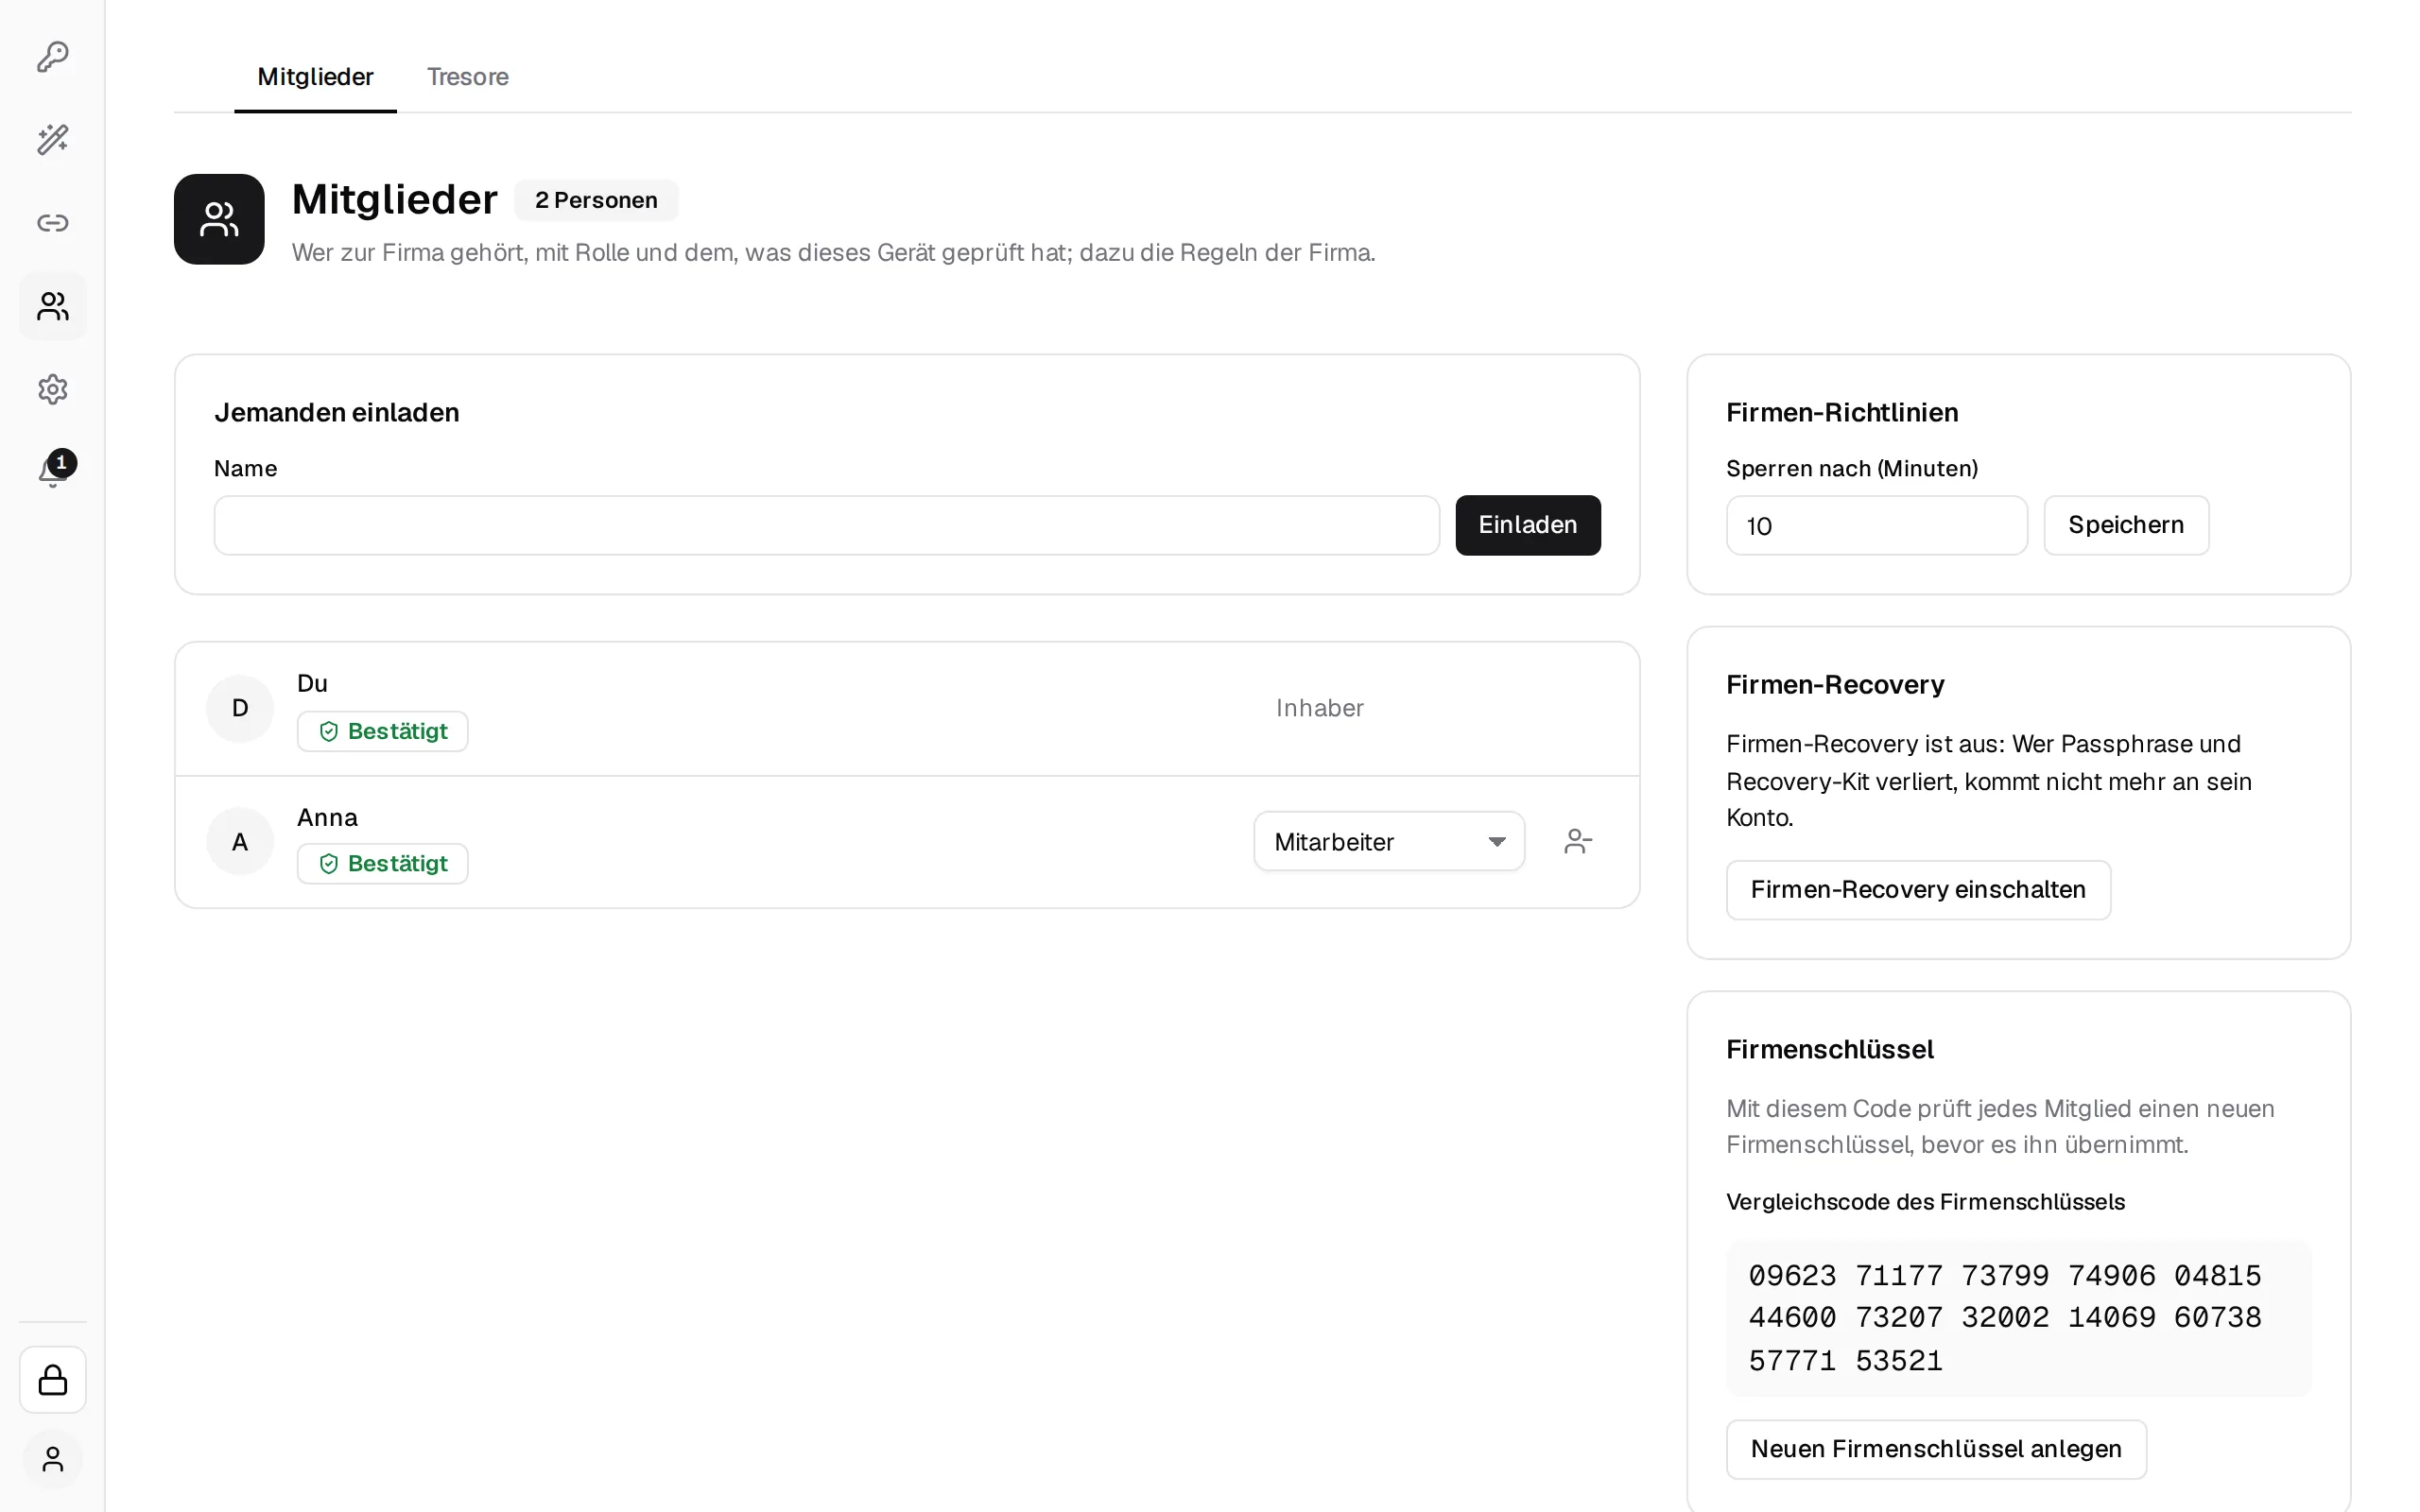 Mitglieder
Tresore
Mitglieder
2 Personen
Wer zur Firma gehört, mit Rolle und dem, was dieses Gerät geprüft hat; dazu die Regeln der Firma.
1
Jemanden einladen
Name
Einladen
D
Du
Bestätigt
Inhaber
A
Anna
Bestätigt
Mitarbeiter
Firmen-Richtlinien
Sperren nach (Minuten)
10
Speichern
Firmen-Recovery
Firmen-Recovery ist aus: Wer Passphrase und
Recovery-Kit verliert, kommt nicht mehr an sein
Konto.
Firmen-Recovery einschalten
Firmenschlüssel
Mit diesem Code prüft jedes Mitglied einen neuen
Firmenschlüssel, bevor es ihn übernimmt.
Vergleichscode des Firmenschlüssels
09623 71177 73799 74906 04815
44600 73207 32002 14069 60738
57771 53521
Neuen Firmenschlüssel anlegen